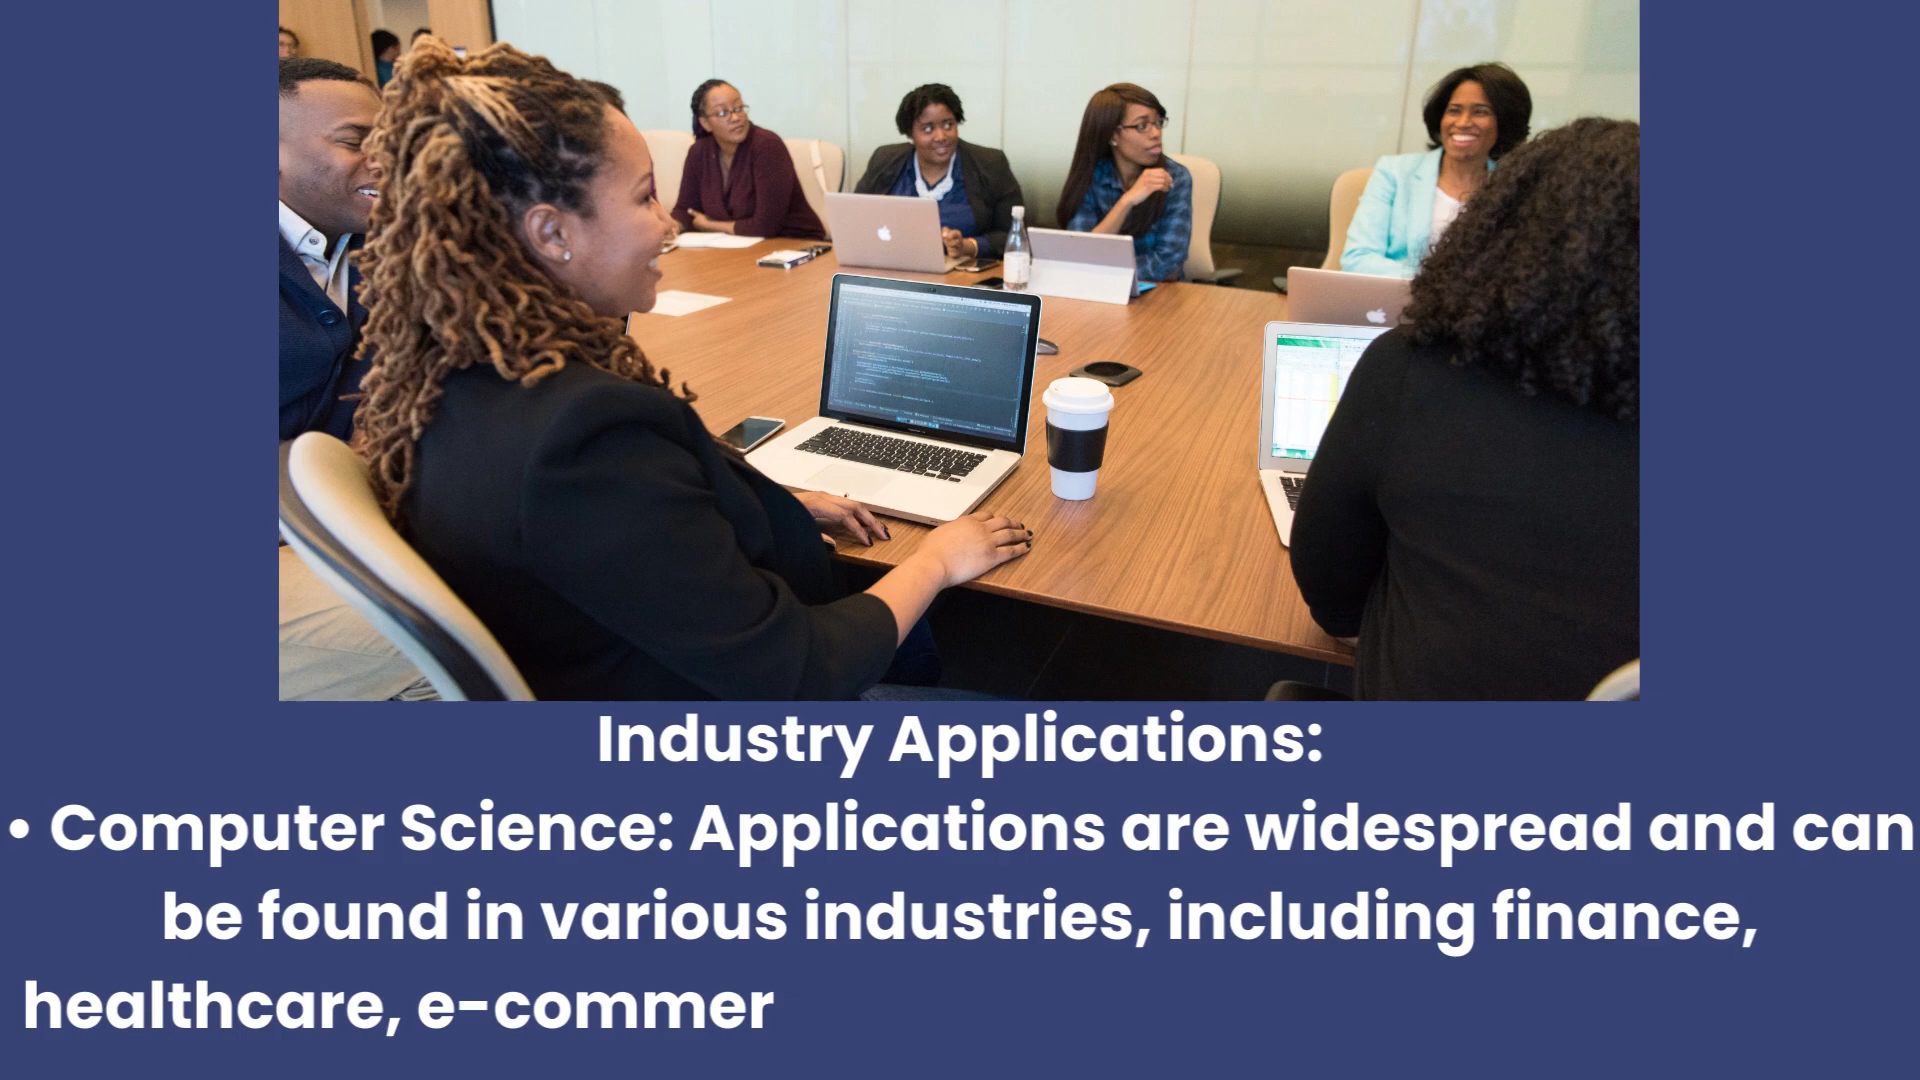 Industry Applications:
• Computer Science: Applications are widespread and can
be found in various industries, including finance,
healthcare, e-commer